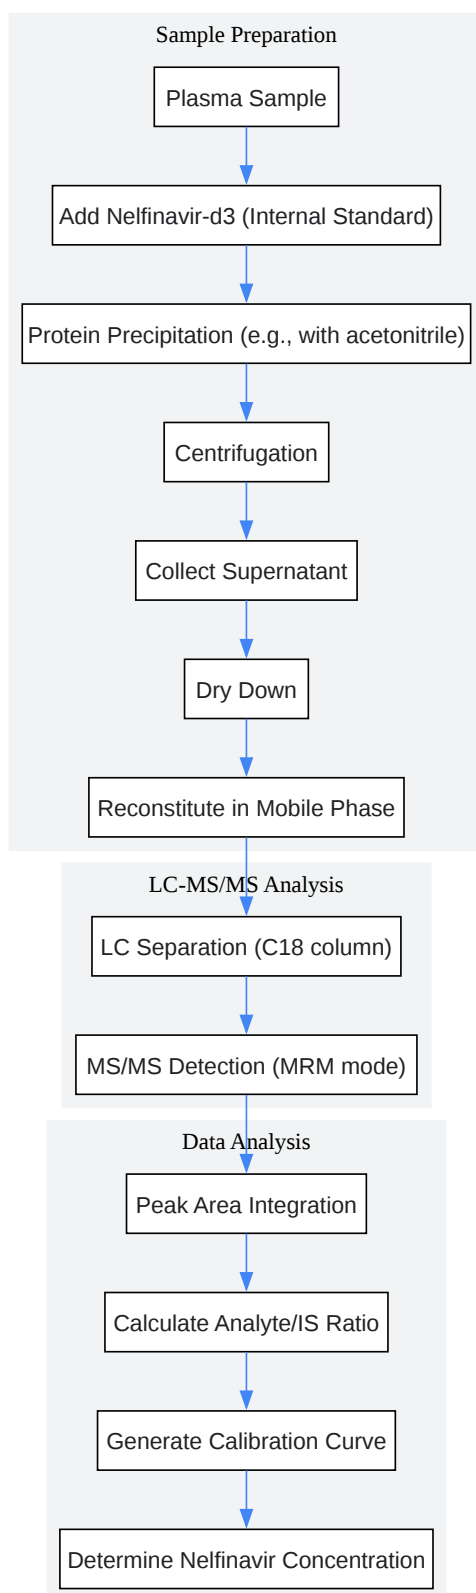 Sample Preparation
Plasma Sample
Add Nelfinavir-d3 (Internal Standard)
Protein Precipitation (e.g., with acetonitrile)
Centrifugation
Collect Supernatant
Dry Down
Reconstitute in Mobile Phase
LC-MS/MS Analysis
LC Separation (C18 column)
MS/MS Detection (MRM mode)
Data Analysis
Peak Area Integration
Calculate Analyte/IS Ratio
Generate Calibration Curve
Determine Nelfinavir Concentration